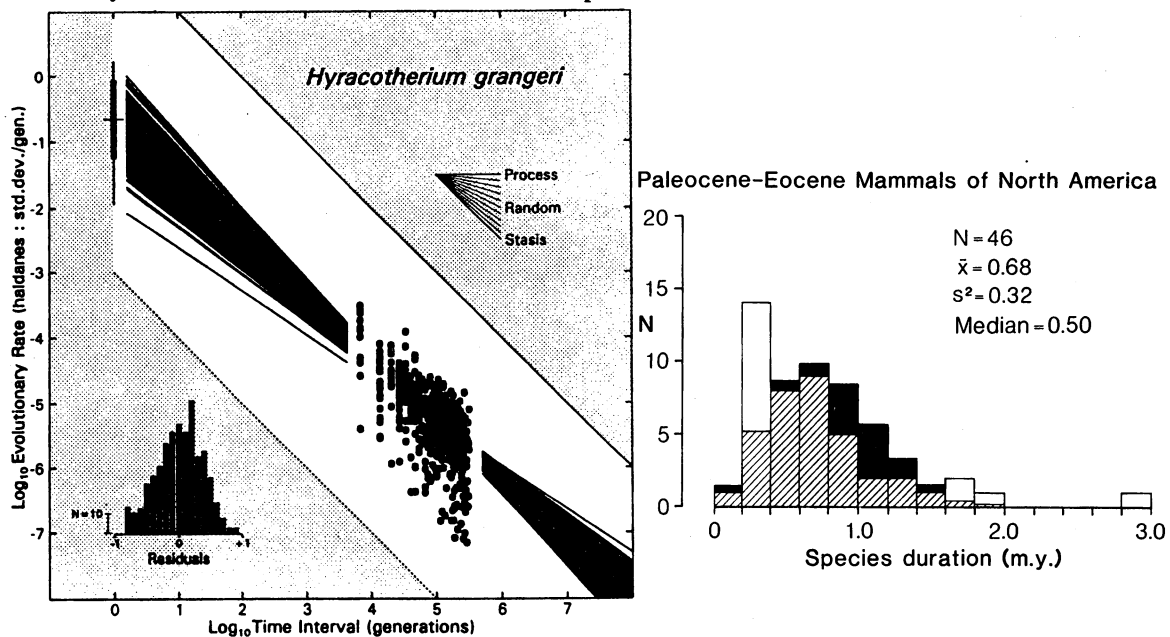 Hyracotherium grangeri
Log₁₀ Evolutionary Rate (haldanes : std.dev./gen.)
0
-1
-2
-3
-4
-5
-6
-7
Process
Random
Stasis
N=10
-1 0 +1
Residuals
0 1 2 3 4 5 6 7
Log₁₀ Time Interval (generations)
Paleocene-Eocene Mammals of North America
20
15
N
10
5
0
N = 46
x̄ = 0.68
s² = 0.32
Median = 0.50
0 1.0 2.0 3.0
Species duration (m.y.)